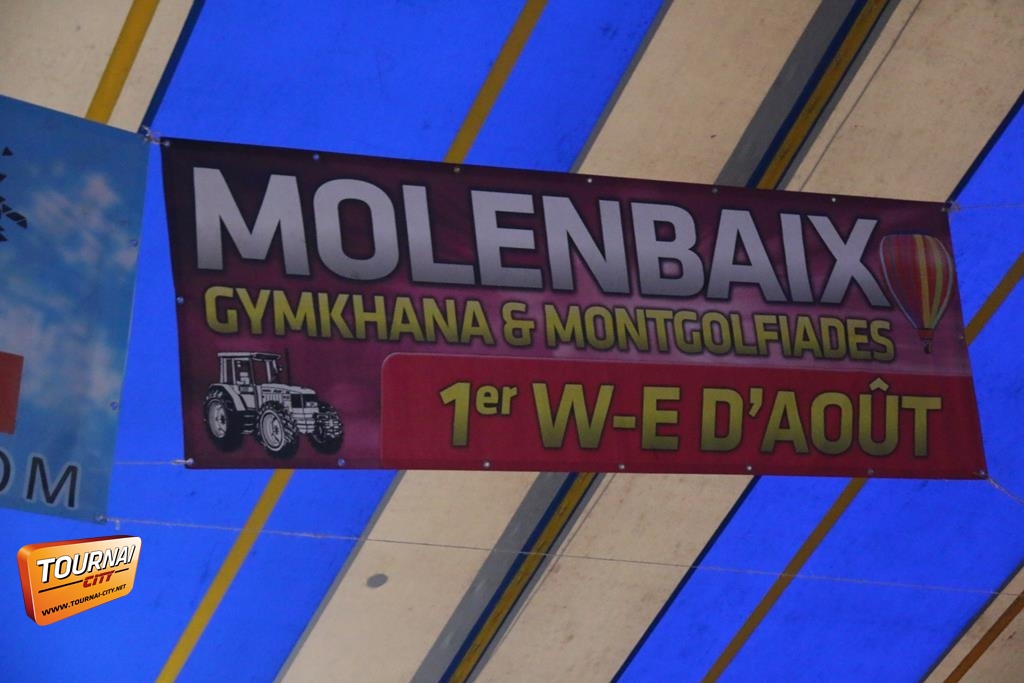 MOLENBAIX
GYMKHANA & MONTGOLFIADES
1er W-E D'AOÛT
OM
TOURNAI
CITY
WWW.TOURNAI-CITY.NET